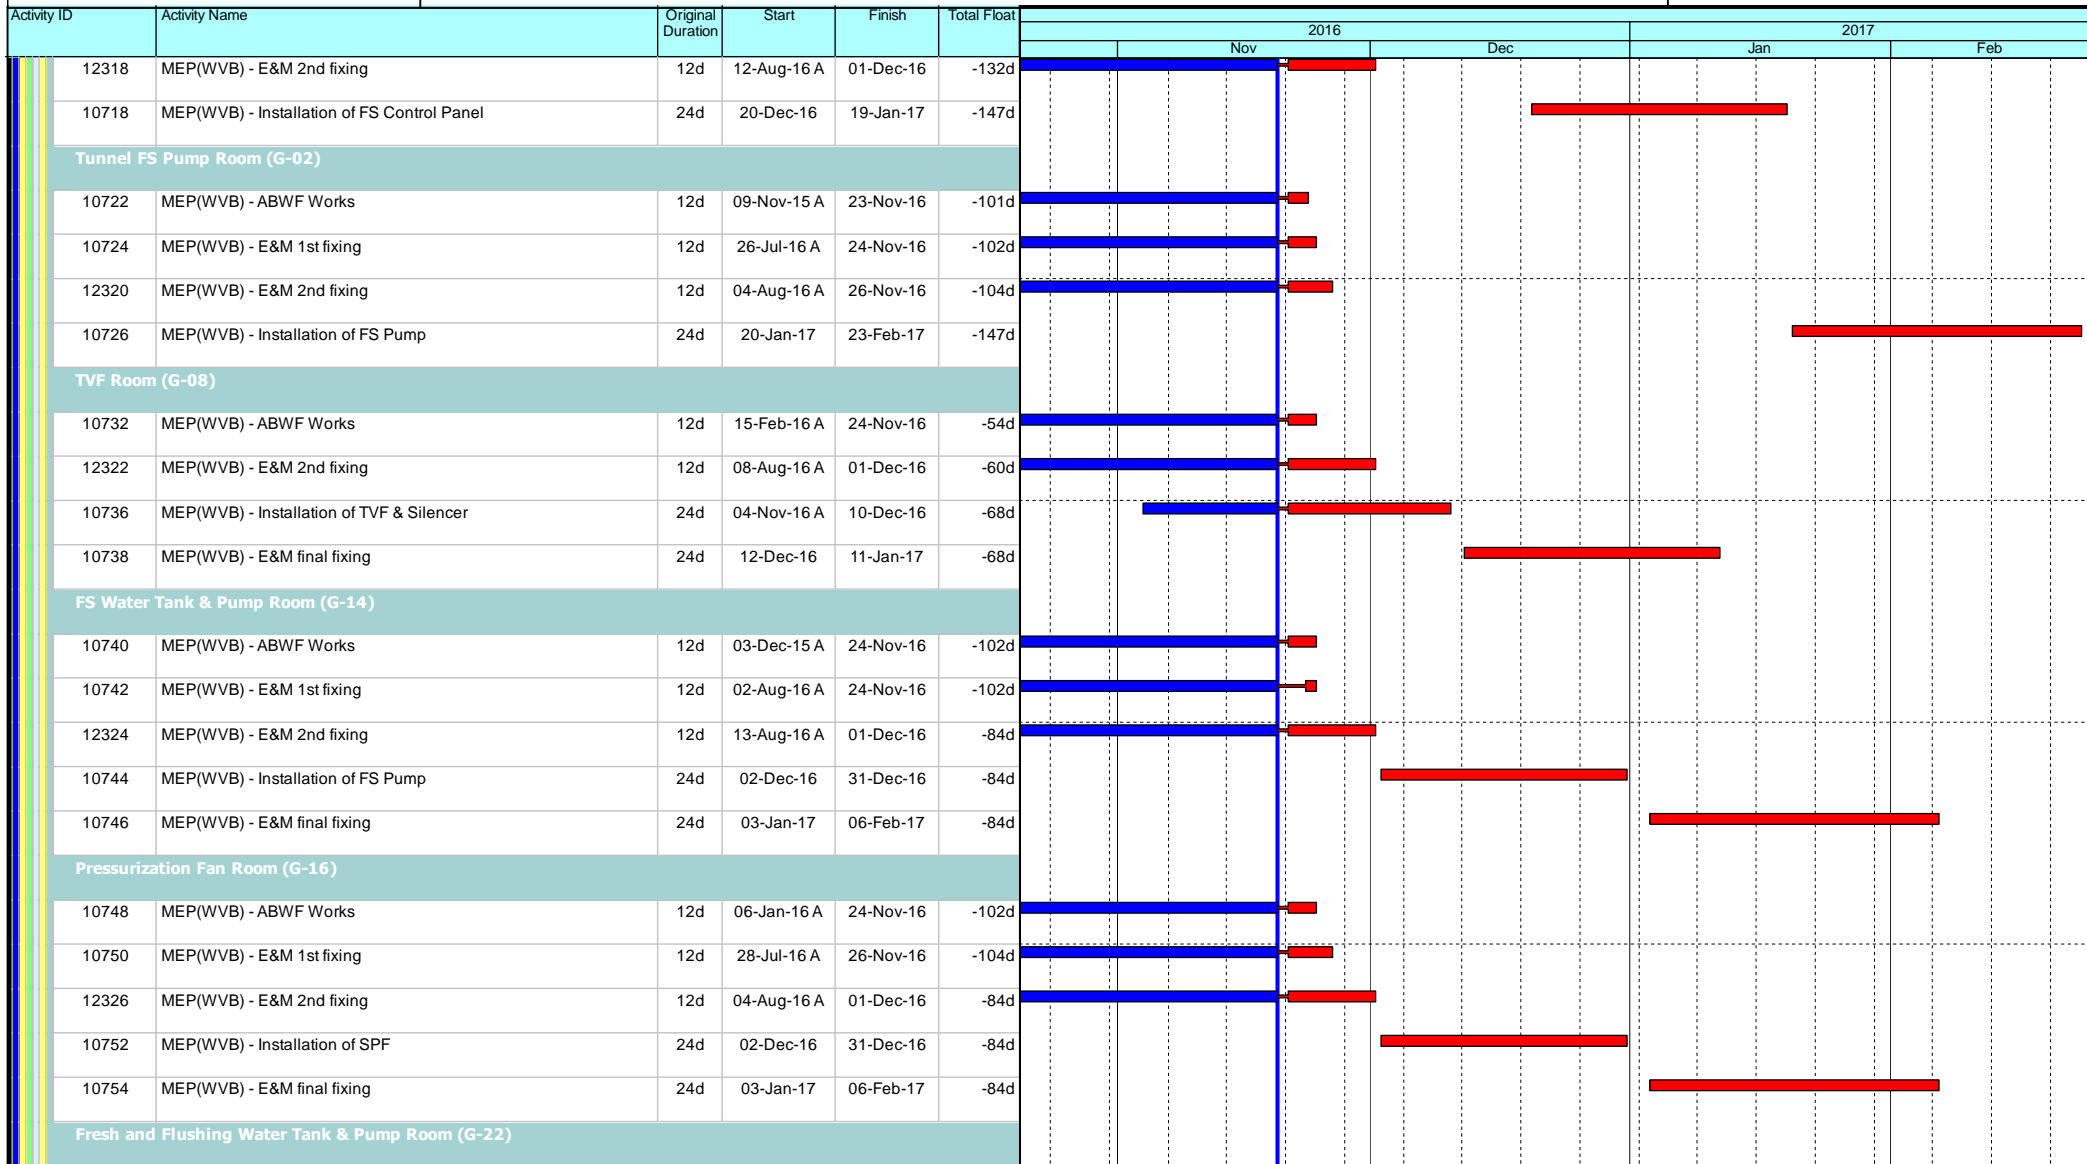 Activity ID Activity Name Original Duration Start Finish Total Float
2016 2017
Nov Dec Jan Feb
12318 MEP(WVB) - E&M 2nd fixing 12d 12-Aug-16 A 01-Dec-16 -132d
10718 MEP(WVB) - Installation of FS Control Panel 24d 20-Dec-16 19-Jan-17 -147d
Tunnel FS Pump Room (G-02)
10722 MEP(WVB) - ABWF Works 12d 09-Nov-15 A 23-Nov-16 -101d
10724 MEP(WVB) - E&M 1st fixing 12d 26-Jul-16 A 24-Nov-16 -102d
12320 MEP(WVB) - E&M 2nd fixing 12d 04-Aug-16 A 26-Nov-16 -104d
10726 MEP(WVB) - Installation of FS Pump 24d 20-Jan-17 23-Feb-17 -147d
TVF Room (G-08)
10732 MEP(WVB) - ABWF Works 12d 15-Feb-16 A 24-Nov-16 -54d
12322 MEP(WVB) - E&M 2nd fixing 12d 08-Aug-16 A 01-Dec-16 -60d
10736 MEP(WVB) - Installation of TVF & Silencer 24d 04-Nov-16 A 10-Dec-16 -68d
10738 MEP(WVB) - E&M final fixing 24d 12-Dec-16 11-Jan-17 -68d
FS Water Tank & Pump Room (G-14)
10740 MEP(WVB) - ABWF Works 12d 03-Dec-15 A 24-Nov-16 -102d
10742 MEP(WVB) - E&M 1st fixing 12d 02-Aug-16 A 24-Nov-16 -102d
12324 MEP(WVB) - E&M 2nd fixing 12d 13-Aug-16 A 01-Dec-16 -84d
10744 MEP(WVB) - Installation of FS Pump 24d 02-Dec-16 31-Dec-16 -84d
10746 MEP(WVB) - E&M final fixing 24d 03-Jan-17 06-Feb-17 -84d
Pressurization Fan Room (G-16)
10748 MEP(WVB) - ABWF Works 12d 06-Jan-16 A 24-Nov-16 -102d
10750 MEP(WVB) - E&M 1st fixing 12d 28-Jul-16 A 26-Nov-16 -104d
12326 MEP(WVB) - E&M 2nd fixing 12d 04-Aug-16 A 01-Dec-16 -84d
10752 MEP(WVB) - Installation of SPF 24d 02-Dec-16 31-Dec-16 -84d
10754 MEP(WVB) - E&M final fixing 24d 03-Jan-17 06-Feb-17 -84d
Fresh and Flushing Water Tank & Pump Room (G-22)